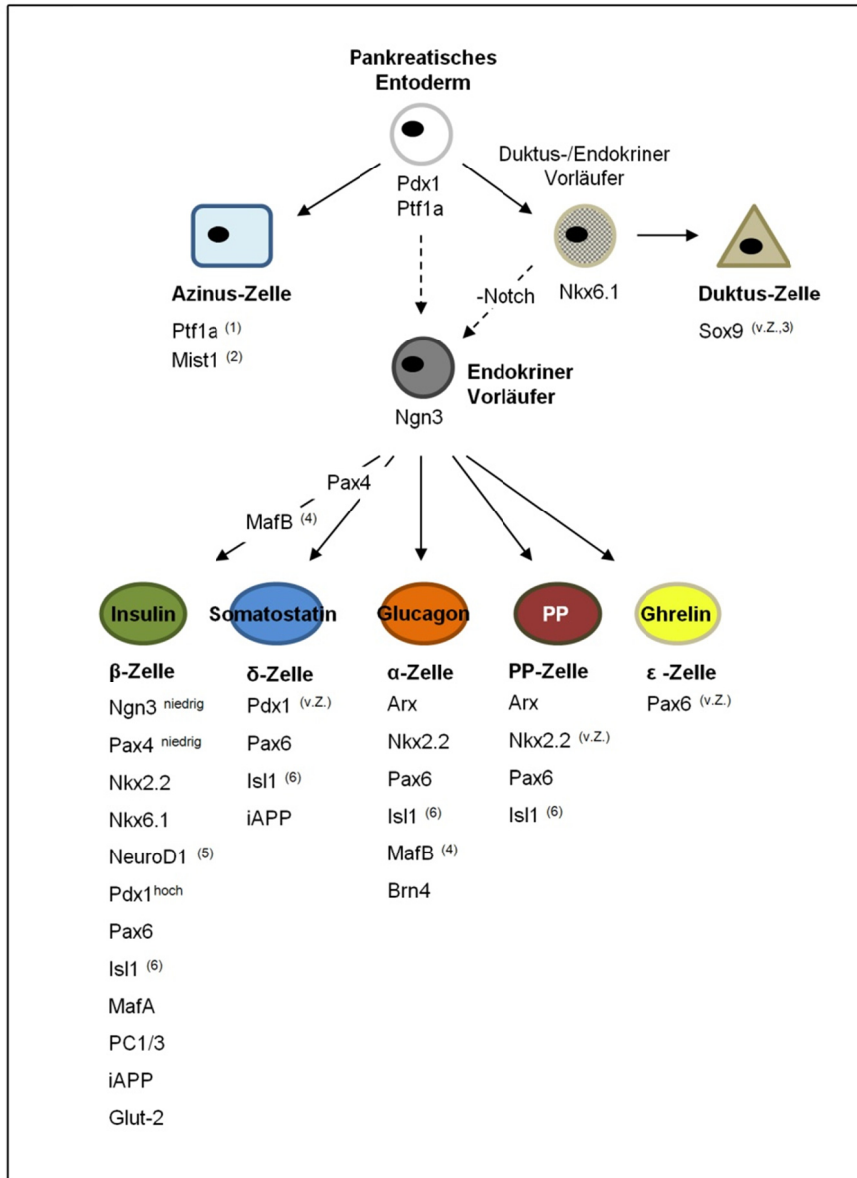 Pankreatisches
Entoderm
Pdx1
Ptf1a
Duktus-/Endokriner
Vorläufer
Nkx6.1
Azinus-Zelle
Ptf1a (1)
Mist1 (2)
Duktus-Zelle
Sox9 (v.Z.,3)
-Notch
Endokriner
Vorläufer
Ngn3
Pax4
MafB (4)
Insulin
Somatostatin
Glucagon
PP
Ghrelin
β-Zelle
Ngn3 niedrig
Pax4 niedrig
Nkx2.2
Nkx6.1
NeuroD1 (5)
Pdx1hoch
Pax6
Isl1 (6)
MafA
PC1/3
iAPP
Glut-2
δ-Zelle
Pdx1 (v.Z.)
Pax6
Isl1 (6)
iAPP
α-Zelle
Arx
Nkx2.2
Pax6
Isl1 (6)
MafB (4)
Brn4
PP-Zelle
Arx
Nkx2.2 (v.Z.)
Pax6
Isl1 (6)
ε -Zelle
Pax6 (v.Z.)